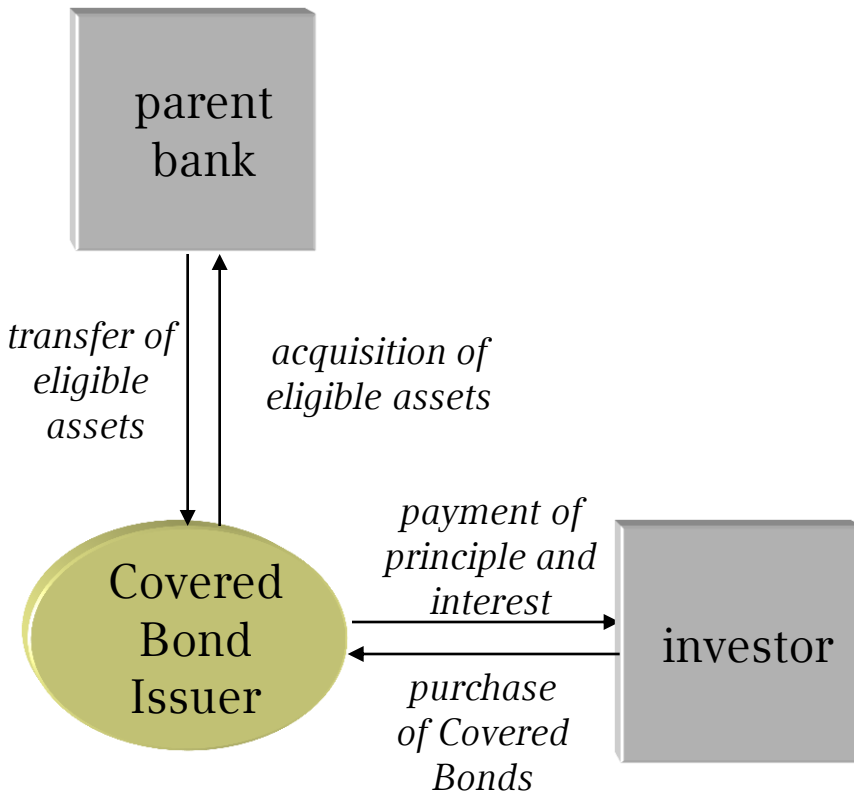 parent
bank
transfer of
eligible
assets
acquisition of
eligible assets
payment of
principle and
interest
Covered
Bond
Issuer
investor
purchase
of Covered
Bonds